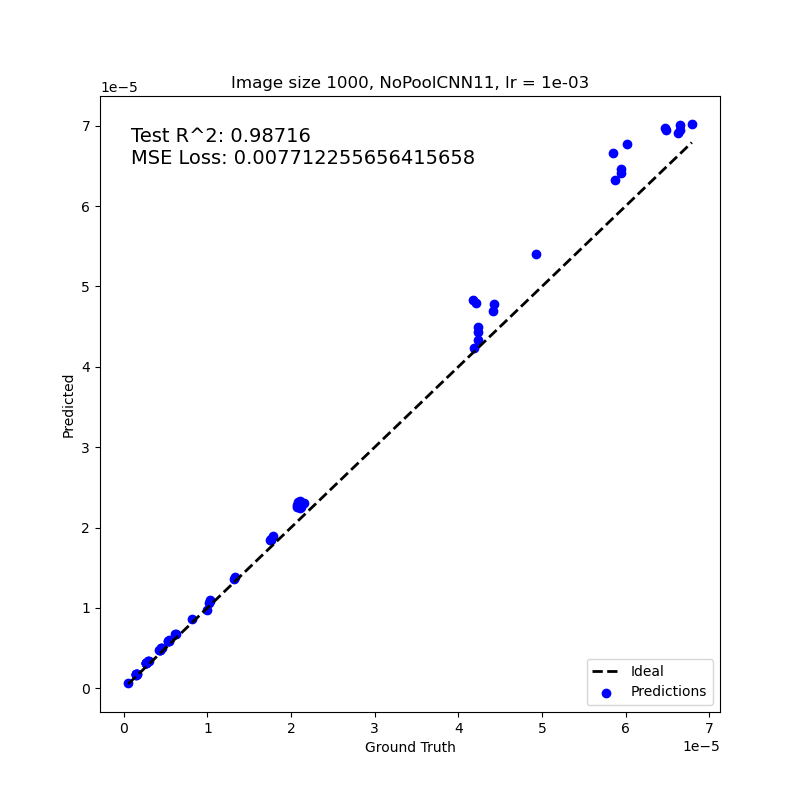 Image size 1000, NoPoolCNN11, lr = 1e-03
1e−5
Test R^2: 0.98716
MSE Loss: 0.007712255656415658
7
6
5
4
3
2
1
0
Predicted
Ideal
Predictions
0 1 2 3 4 5 6 7
1e−5
Ground Truth